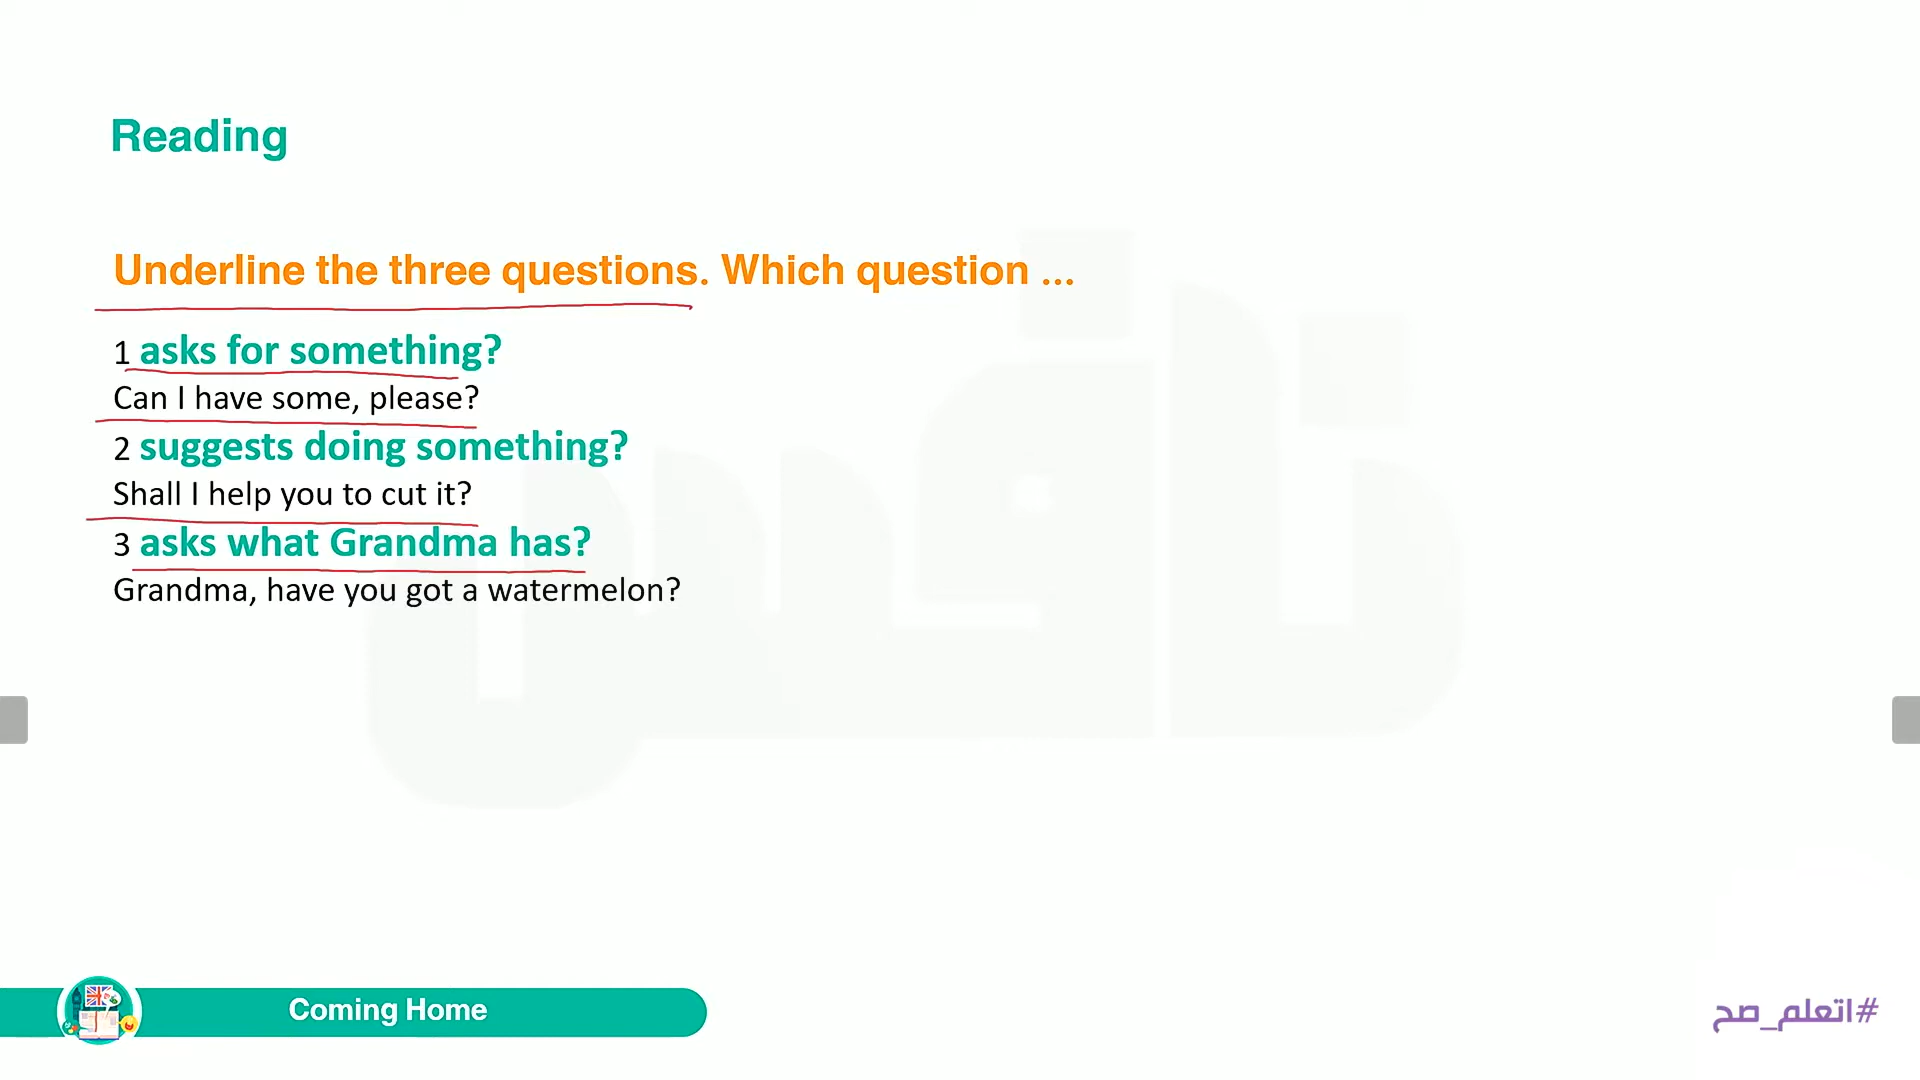 Reading
Underline the three questions. Which question ...
1 asks for something?
Can I have some, please?
2 suggests doing something?
Shall I help you to cut it?
3 asks what Grandma has?
Grandma, have you got a watermelon?
Coming Home
#اتعلم_صح